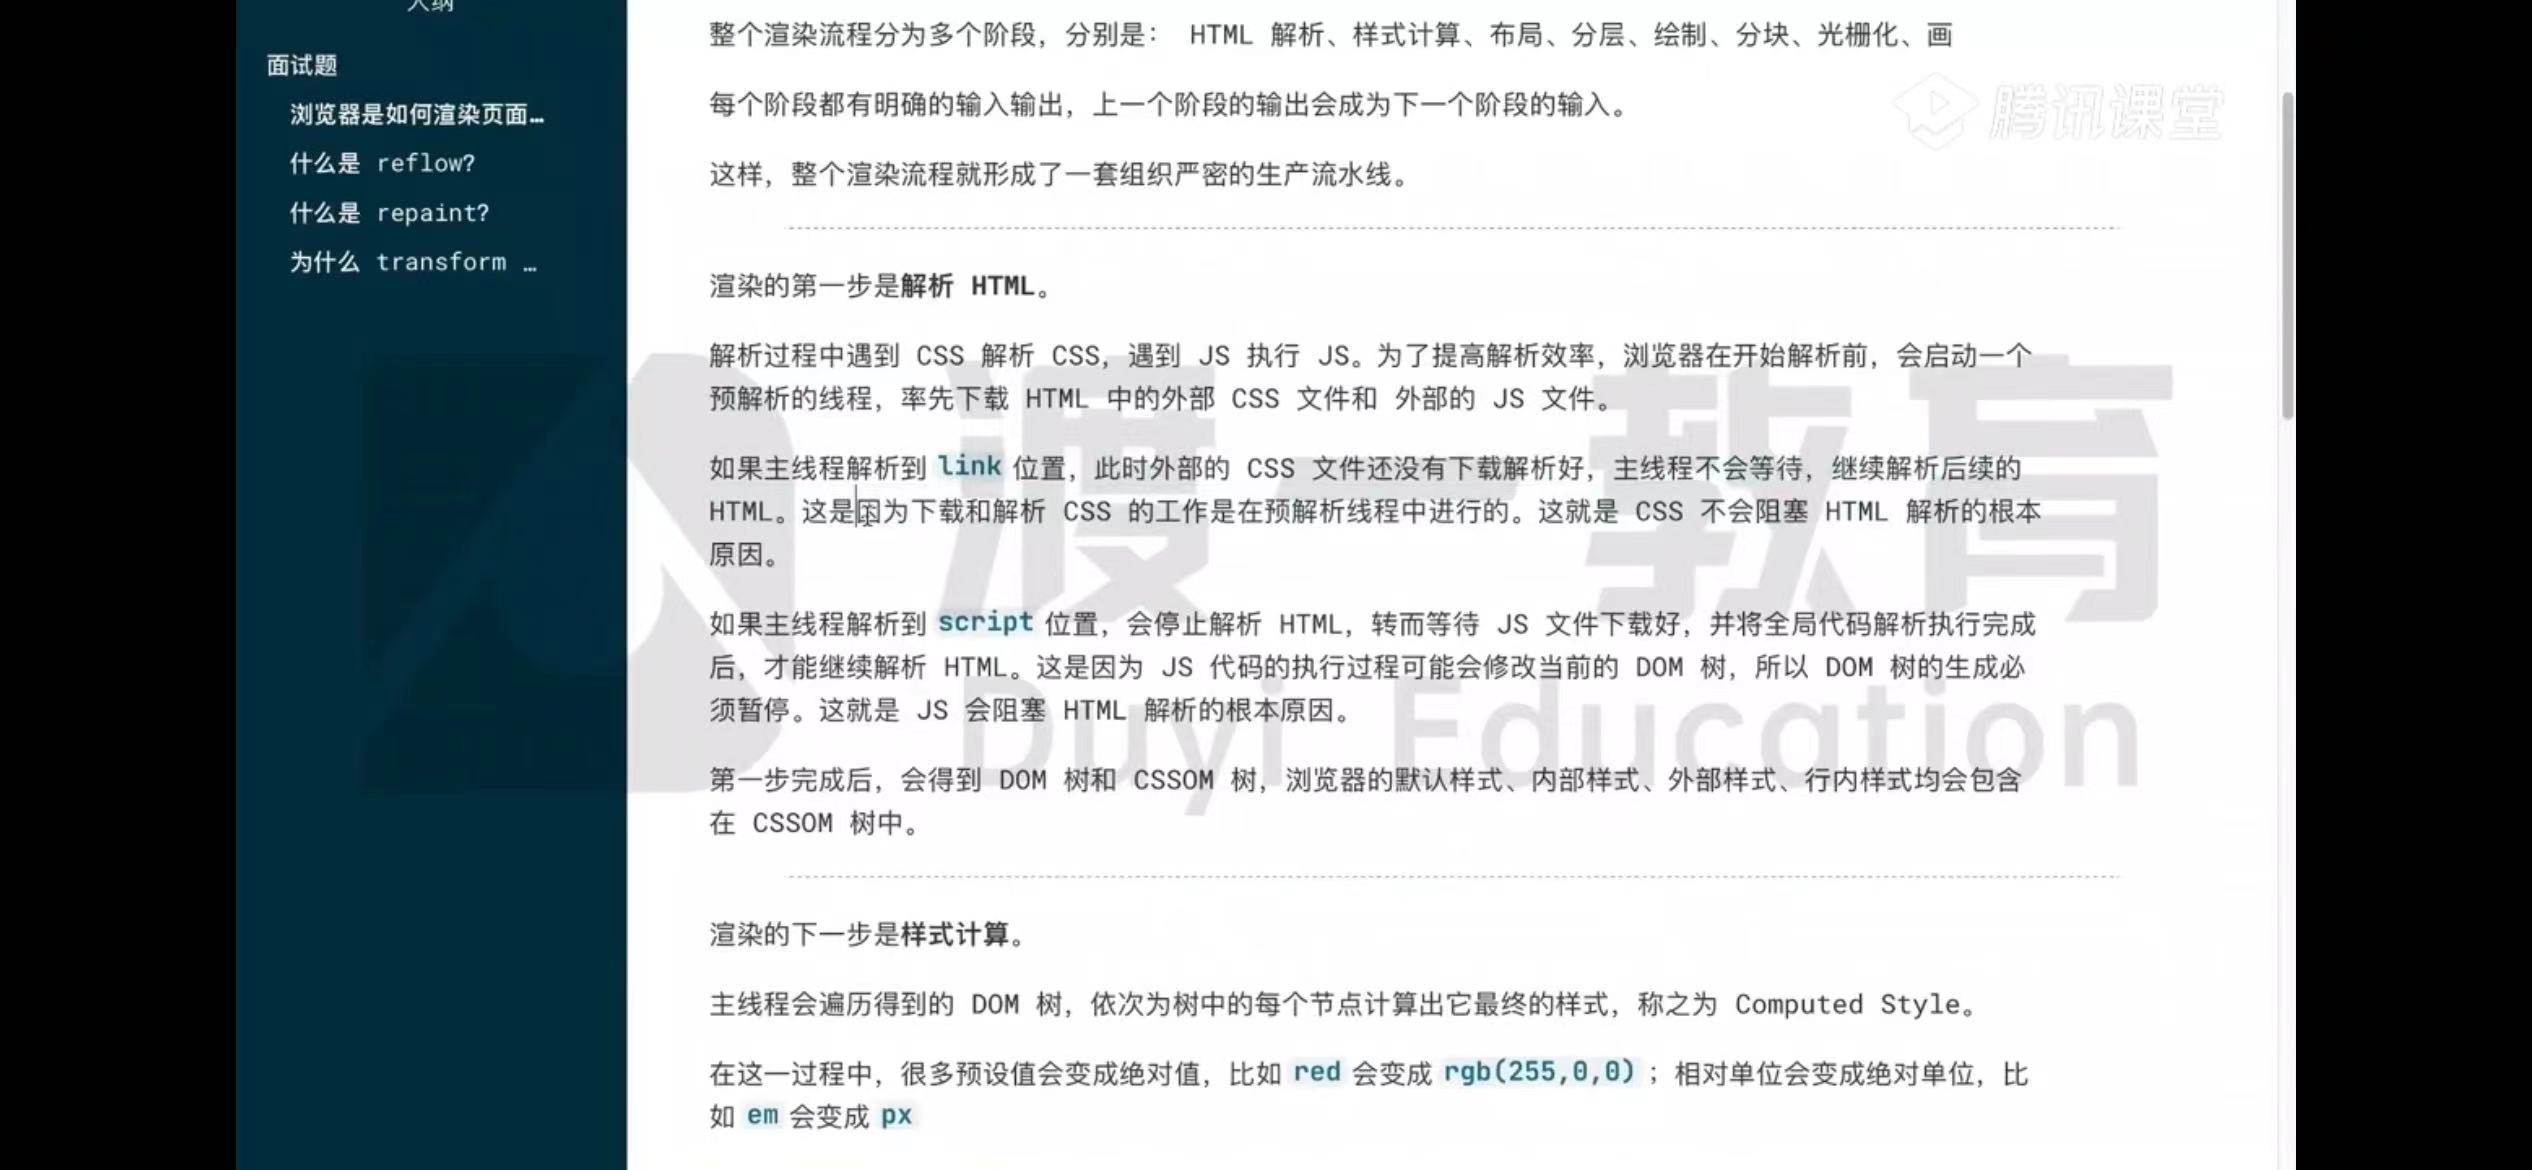 大纲
面试题
浏览器是如何渲染页面…
什么是 reflow?
什么是 repaint?
为什么 transform …
整个渲染流程分为多个阶段，分别是： HTML 解析、样式计算、布局、分层、绘制、分块、光栅化、画
每个阶段都有明确的输入输出，上一个阶段的输出会成为下一个阶段的输入。
这样，整个渲染流程就形成了一套组织严密的生产流水线。
腾讯课堂
渲染的第一步是解析 HTML。
解析过程中遇到 CSS 解析 CSS，遇到 JS 执行 JS。为了提高解析效率，浏览器在开始解析前，会启动一个
预解析的线程，率先下载 HTML 中的外部 CSS 文件和 外部的 JS 文件。
如果主线程解析到 link 位置，此时外部的 CSS 文件还没有下载解析好，主线程不会等待，继续解析后续的
HTML。这是因为下载和解析 CSS 的工作是在预解析线程中进行的。这就是 CSS 不会阻塞 HTML 解析的根本
原因。
如果主线程解析到 script 位置，会停止解析 HTML，转而等待 JS 文件下载好，并将全局代码解析执行完成
后，才能继续解析 HTML。这是因为 JS 代码的执行过程可能会修改当前的 DOM 树，所以 DOM 树的生成必
须暂停。这就是 JS 会阻塞 HTML 解析的根本原因。
第一步完成后，会得到 DOM 树和 CSSOM 树，浏览器的默认样式、内部样式、外部样式、行内样式均会包含
在 CSSOM 树中。
渡一教育
Duyi Education
渲染的下一步是样式计算。
主线程会遍历得到的 DOM 树，依次为树中的每个节点计算出它最终的样式，称之为 Computed Style。
在这一过程中，很多预设值会变成绝对值，比如 red 会变成 rgb(255,0,0)；相对单位会变成绝对单位，比
如 em 会变成 px